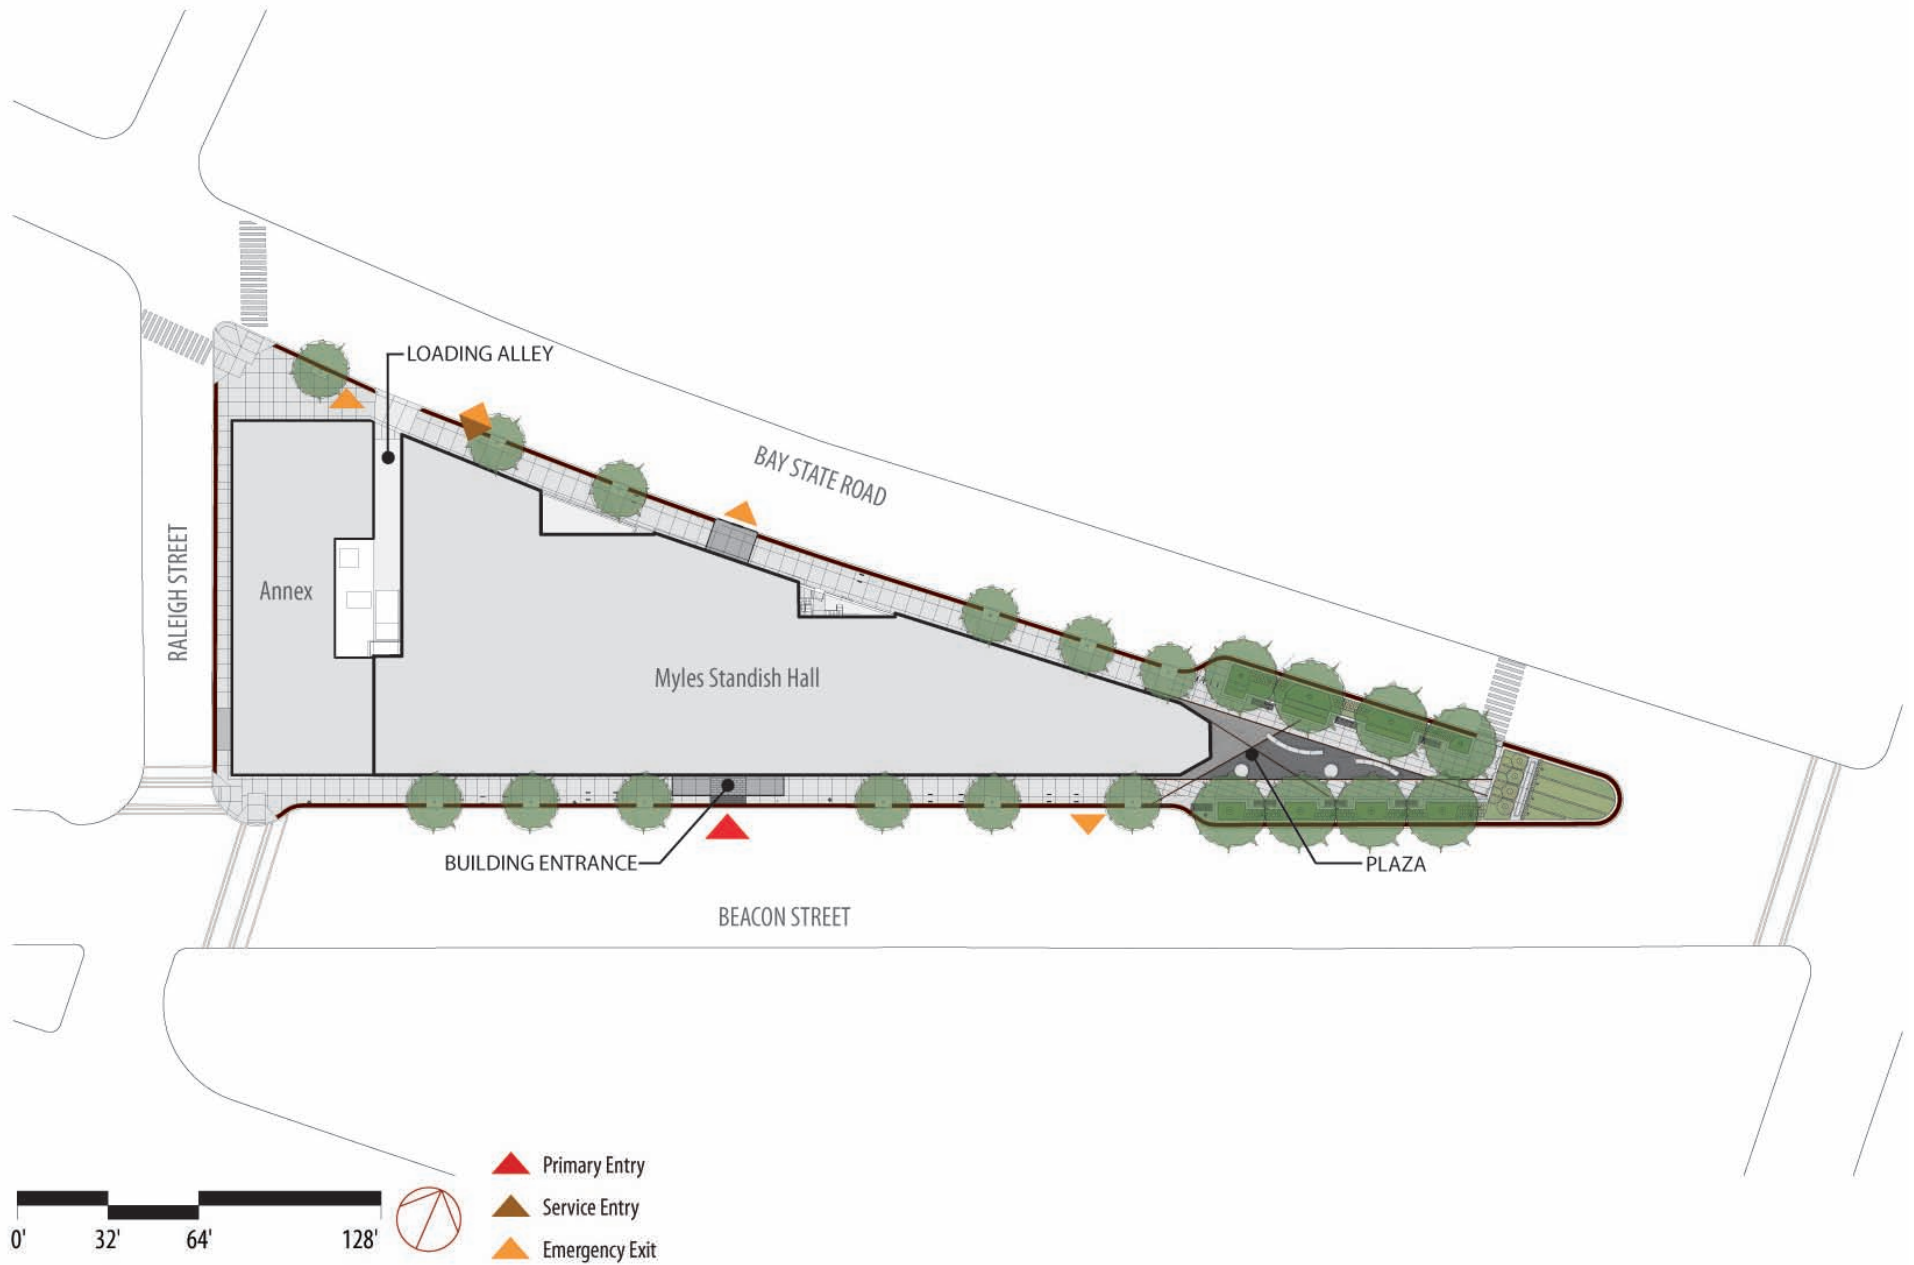 LOADING ALLEY
BAY STATE ROAD
RALEIGH STREET
Annex
Myles Standish Hall
BUILDING ENTRANCE
PLAZA
BEACON STREET
Primary Entry
Service Entry
Emergency Exit
0' 32' 64' 128'